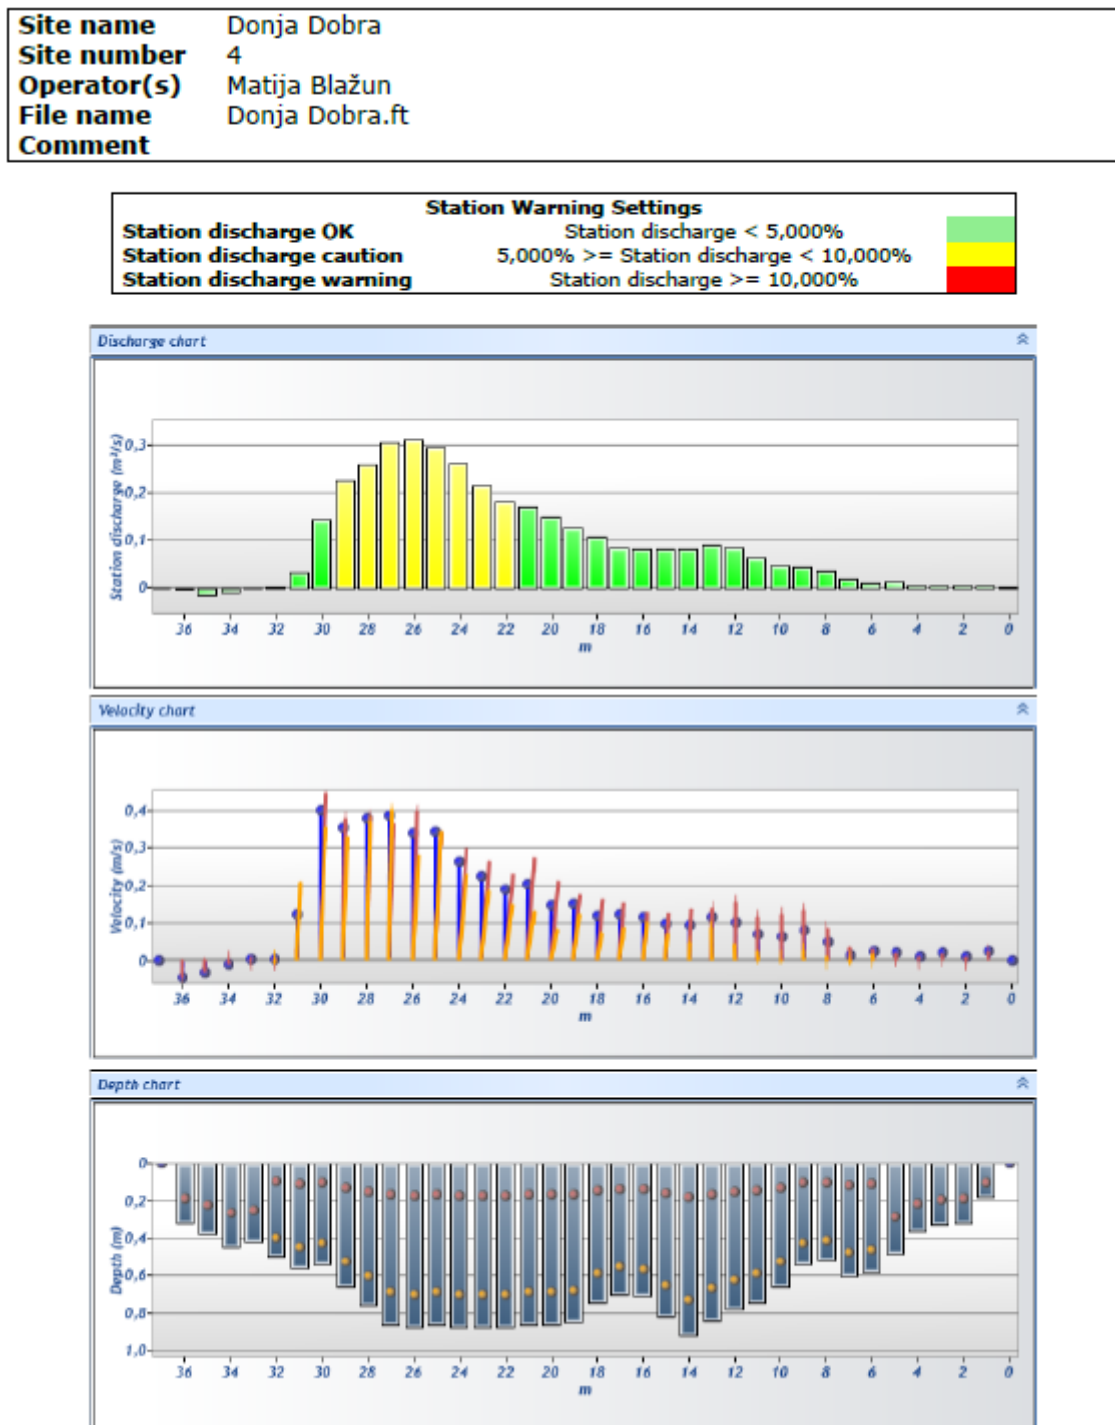 Site name Donja Dobra
Site number 4
Operator(s) Matija Blažun
File name Donja Dobra.ft
Comment
Station Warning Settings
Station discharge OK Station discharge < 5,000%
Station discharge caution 5,000% >= Station discharge < 10,000%
Station discharge warning Station discharge >= 10,000%
Discharge chart
Station discharge (m³/s)
0,3
0,2
0,1
0
36 34 32 30 28 26 24 22 20 18 16 14 12 10 8 6 4 2 0
m
Velocity chart
Velocity (m/s)
0,4
0,3
0,2
0,1
0
36 34 32 30 28 26 24 22 20 18 16 14 12 10 8 6 4 2 0
m
Depth chart
Depth (m)
0
0,2
0,4
0,6
0,8
1,0
36 34 32 30 28 26 24 22 20 18 16 14 12 10 8 6 4 2 0
m